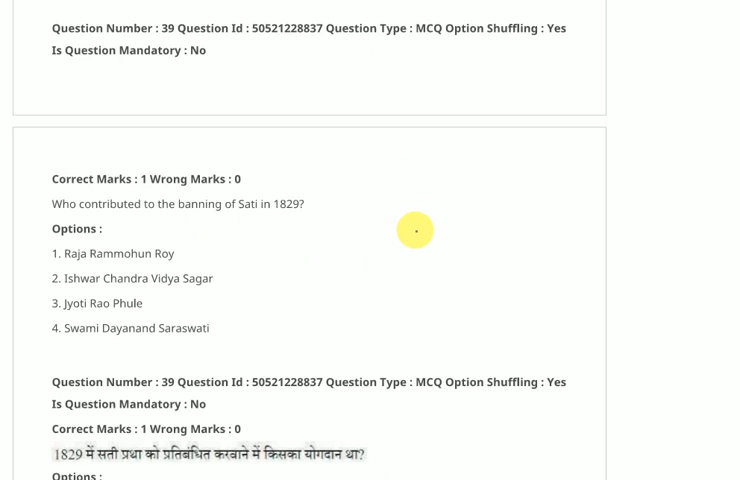 Question Number : 39 Question Id : 50521228837 Question Type : MCQ Option Shuffling : Yes
Is Question Mandatory : No
Correct Marks : 1 Wrong Marks : 0
Who contributed to the banning of Sati in 1829?
Options :
1. Raja Rammohun Roy
2. Ishwar Chandra Vidya Sagar
3. Jyoti Rao Phule
4. Swami Dayanand Saraswati
Question Number : 39 Question Id : 50521228837 Question Type : MCQ Option Shuffling : Yes
Is Question Mandatory : No
Correct Marks : 1 Wrong Marks : 0
1829 में सती प्रथा को प्रतिबंधित करवाने में किसका योगदान था?
Options :